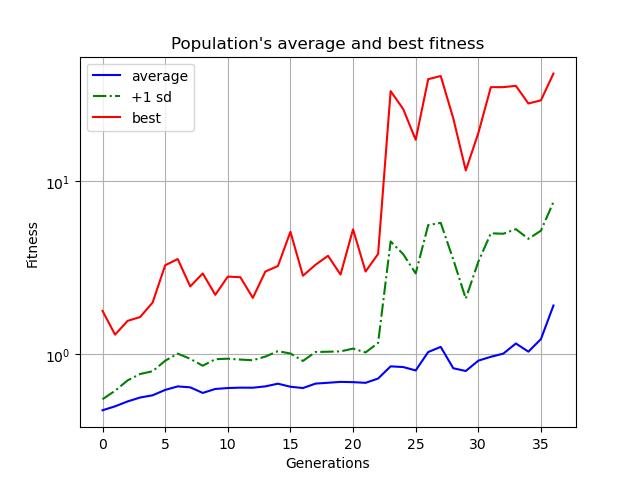 Population's average and best fitness
average
+1 sd
best
Fitness
10¹
10⁰
0 5 10 15 20 25 30 35
Generations